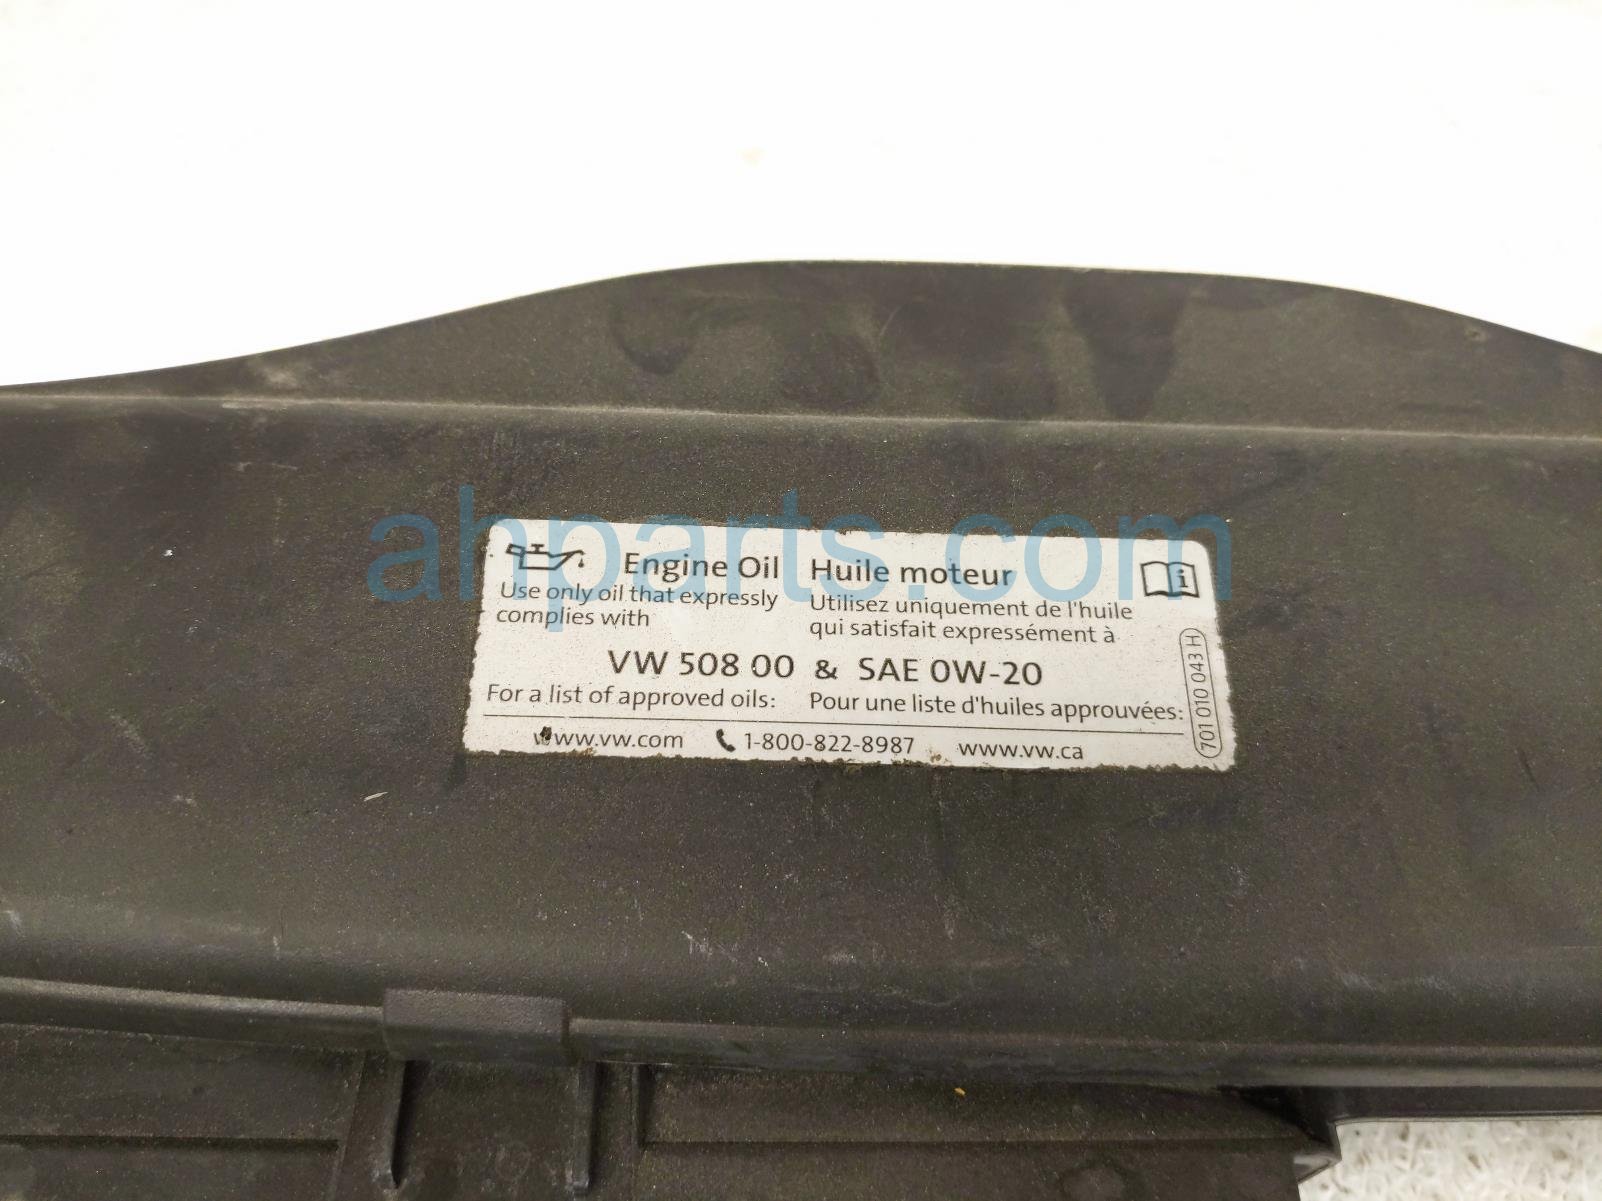 ahparts.com
Engine Oil
Use only oil that expressly
complies with
Huile moteur
Utilisez uniquement de l'huile
qui satisfait expressément à
VW 508 00 & SAE 0W-20
For a list of approved oils:
Pour une liste d'huiles approuvées:
www.vw.com 1-800-822-8987 www.vw.ca
701 010 043 H